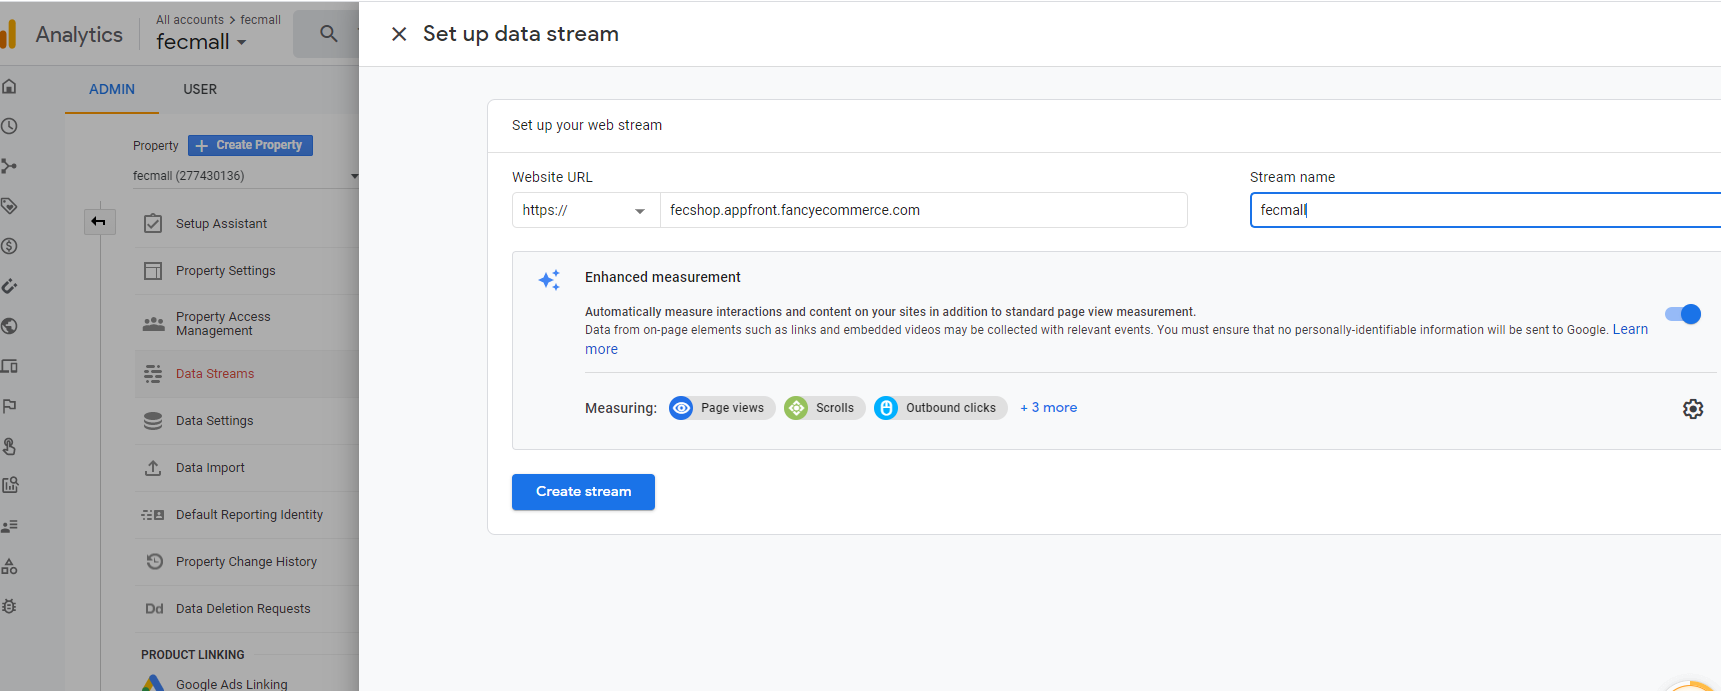 Analytics
All accounts > fecmall
fecmall
Set up data stream
ADMIN
USER
Property
Create Property
fecmall (277430136)
Setup Assistant
Property Settings
Property Access
Management
Data Streams
Data Settings
Data Import
Default Reporting Identity
Property Change History
Dd Data Deletion Requests
PRODUCT LINKING
Google Ads Linking
Set up your web stream
Website URL
Stream name
https://
fecshop.appfront.fancyecommerce.com
fecmall
Enhanced measurement
Automatically measure interactions and content on your sites in addition to standard page view measurement.
Data from on-page elements such as links and embedded videos may be collected with relevant events. You must ensure that no personally-identifiable information will be sent to Google. Learn
more
Measuring:
Page views
Scrolls
Outbound clicks
+ 3 more
Create stream